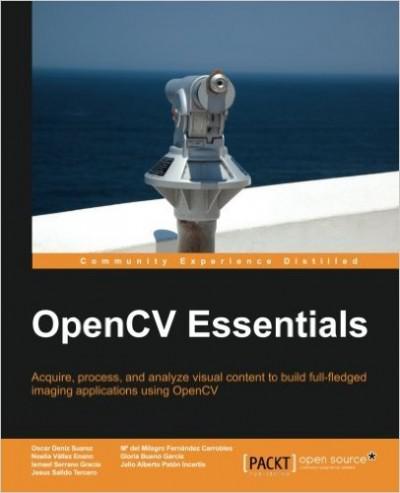 Community Experience Distilled
OpenCV Essentials
Acquire, process, and analyze visual content to build full-fledged
imaging applications using OpenCV
Oscar Deniz Suarez
Mª del Milagro Fernández Carrobles
Noelia Vállez Enano
Gloria Bueno García
Ismael Serrano Gracia
Julio Alberto Patón Incertis
Jesus Salido Tercero
[PACKT]
PUBLISHING
open source*